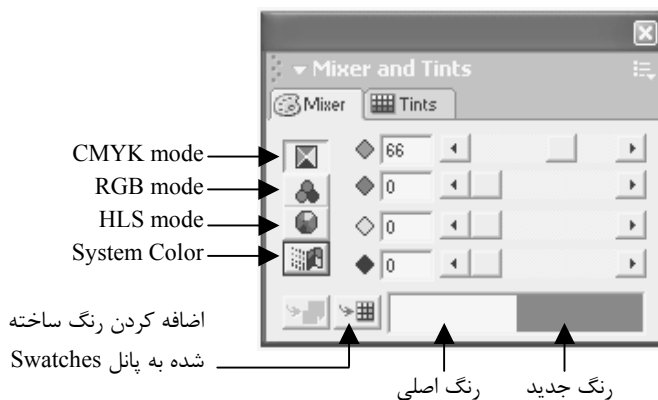 Mixer and Tints
Mixer
Tints
CMYK mode
66
RGB mode
0
HLS mode
0
System Color
0
اضافه کردن رنگ ساخته
شده به پانل Swatches
رنگ اصلی
رنگ جدید